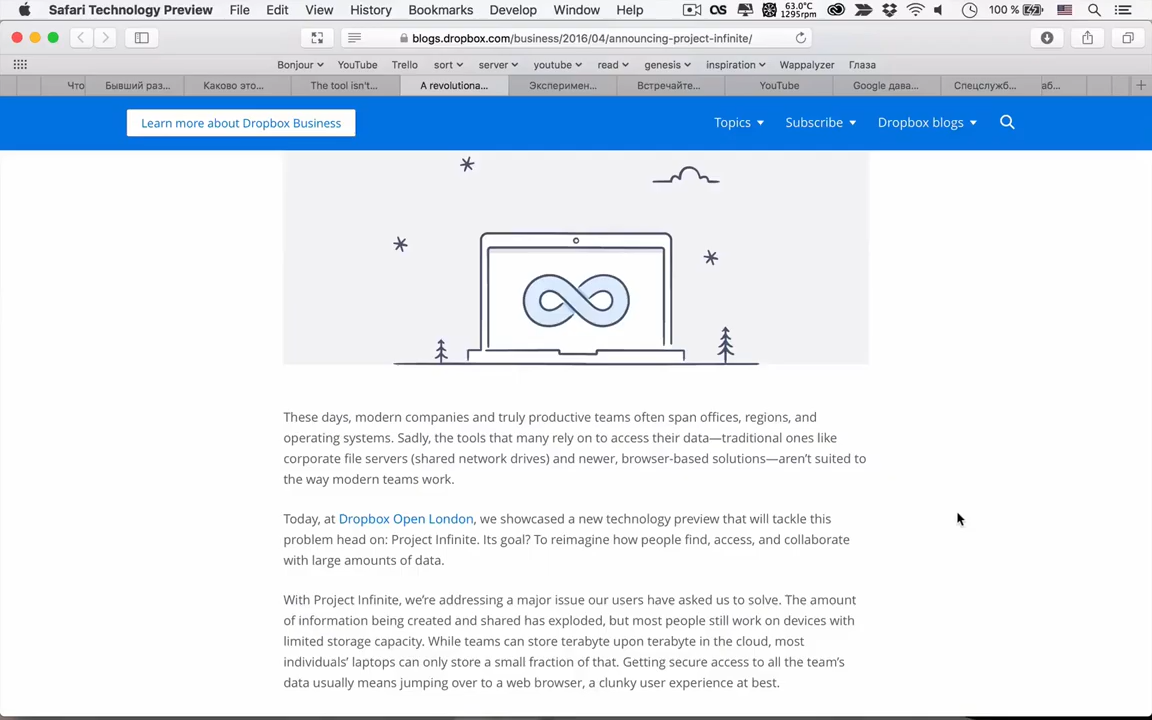 Safari Technology Preview File Edit View History Bookmarks Develop Window Help OS 63.0°C 1295rpm 100 %
blogs.dropbox.com/business/2016/04/announcing-project-infinite/
Bonjour YouTube Trello sort server youtube read genesis inspiration Wappalyzer Глаза
Что Бывший раз... Каково это... The tool isn't... A revolutiona... Эксперимен... Встречайте... YouTube Google дава... Спецслужб... аб...
Learn more about Dropbox Business Topics Subscribe Dropbox blogs
These days, modern companies and truly productive teams often span offices, regions, and
operating systems. Sadly, the tools that many rely on to access their data—traditional ones like
corporate file servers (shared network drives) and newer, browser-based solutions—aren't suited to
the way modern teams work.
Today, at Dropbox Open London, we showcased a new technology preview that will tackle this
problem head on: Project Infinite. Its goal? To reimagine how people find, access, and collaborate
with large amounts of data.
With Project Infinite, we're addressing a major issue our users have asked us to solve. The amount
of information being created and shared has exploded, but most people still work on devices with
limited storage capacity. While teams can store terabyte upon terabyte in the cloud, most
individuals' laptops can only store a small fraction of that. Getting secure access to all the team's
data usually means jumping over to a web browser, a clunky user experience at best.